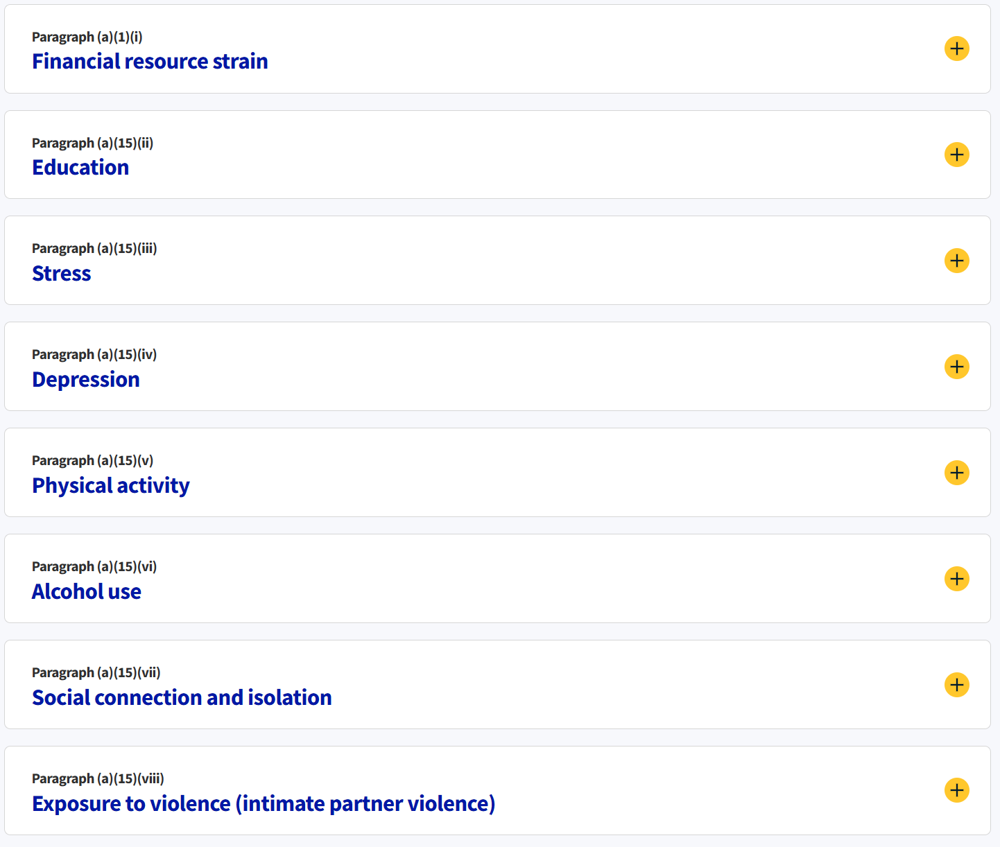 Paragraph (a)(1)(i)
Financial resource strain
Paragraph (a)(15)(ii)
Education
Paragraph (a)(15)(iii)
Stress
Paragraph (a)(15)(iv)
Depression
Paragraph (a)(15)(v)
Physical activity
Paragraph (a)(15)(vi)
Alcohol use
Paragraph (a)(15)(vii)
Social connection and isolation
Paragraph (a)(15)(viii)
Exposure to violence (intimate partner violence)